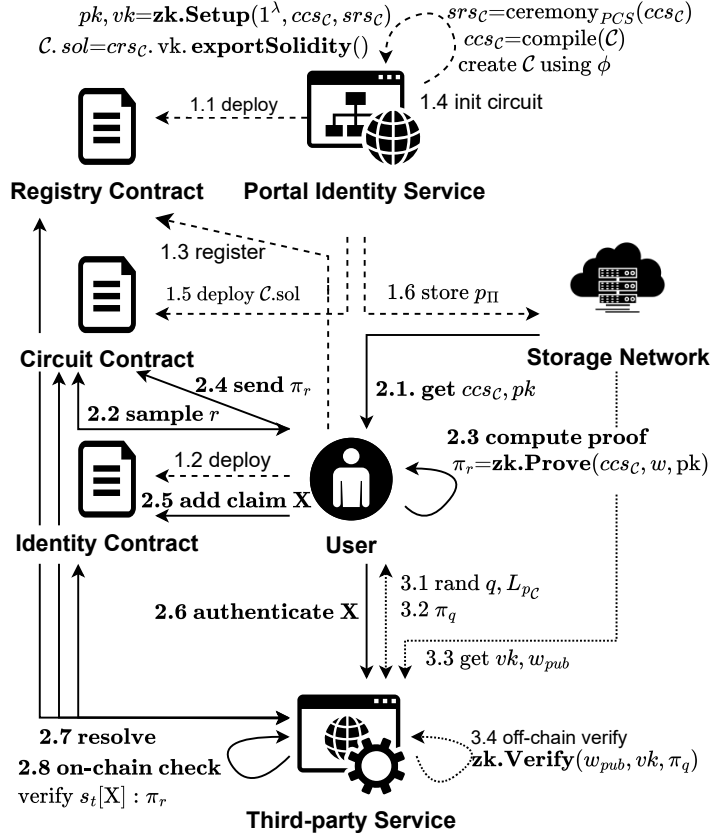 pk, vk=zk.Setup(1^λ, ccs_𝒞, srs_𝒞)
𝒞.sol=crs_𝒞.vk.exportSolidity()
srs_𝒞=ceremony_PCS(ccs_𝒞)
ccs_𝒞=compile(𝒞)
create 𝒞 using ϕ
1.1 deploy
1.4 init circuit
Registry Contract
Portal Identity Service
1.3 register
1.5 deploy 𝒞.sol
1.6 store p_Π
Circuit Contract
Storage Network
2.4 send π_r
2.1. get ccs_𝒞, pk
2.2 sample r
2.3 compute proof
π_r=zk.Prove(ccs_𝒞, w, pk)
1.2 deploy
2.5 add claim X
Identity Contract
User
3.1 rand q, L_p_𝒞
3.2 π_q
2.6 authenticate X
3.3 get vk, w_pub
2.7 resolve
2.8 on-chain check
verify s_t[X] : π_r
3.4 off-chain verify
zk.Verify(w_pub, vk, π_q)
Third-party Service